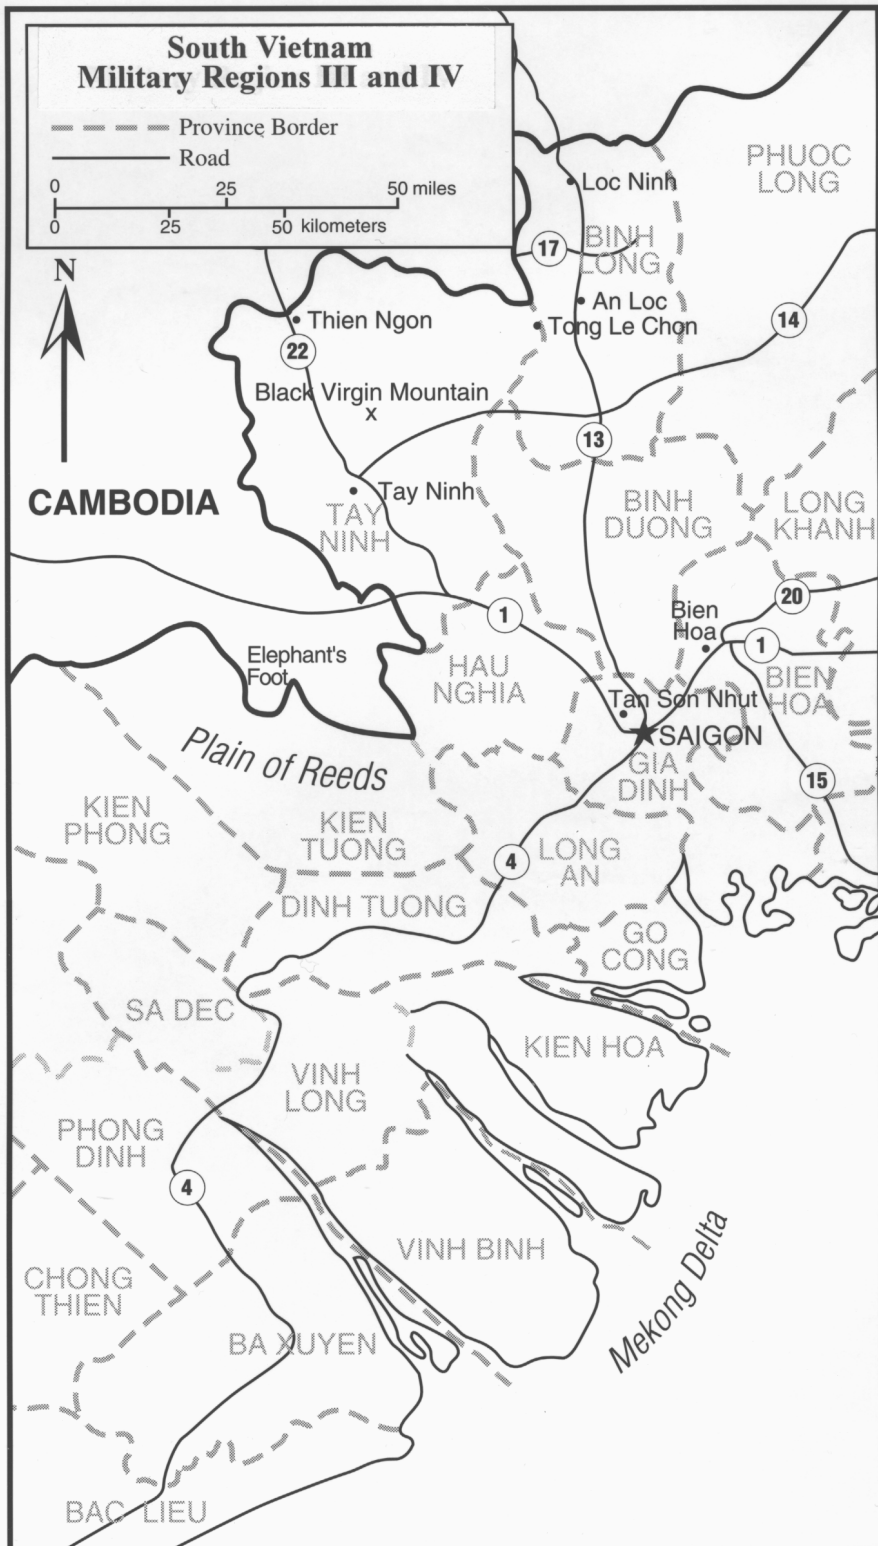 South Vietnam
Military Regions III and IV
Province Border
Road
0 25 50 miles
0 25 50 kilometers
N
PHUOC
LONG
Loc Ninh
17
BINH
LONG
An Loc
Tong Le Chon
14
Thien Ngon
22
Black Virgin Mountain
x
13
CAMBODIA
Tay Ninh
TAY
NINH
BINH
DUONG
LONG
KHANH
20
1
Bien
Hoa
1
Elephant's
Foot
HAU
NGHIA
BIEN
HOA
Tan Son Nhut
SAIGON
GIA
DINH
Plain of Reeds
15
KIEN
PHONG
KIEN
TUONG
4
LONG
AN
DINH TUONG
GO
CONG
SA DEC
KIEN HOA
VINH
LONG
PHONG
DINH
4
VINH BINH
Mekong Delta
CHONG
THIEN
BA XUYEN
BAC LIEU